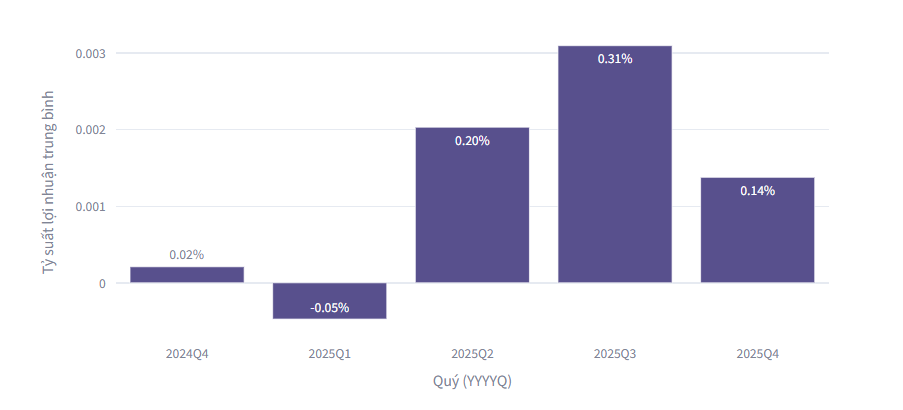 0.003
0.002
0.001
0
Tỷ suất lợi nhuận trung bình
0.02%
-0.05%
0.20%
0.31%
0.14%
2024Q4
2025Q1
2025Q2
2025Q3
2025Q4
Quý (YYYYQ)